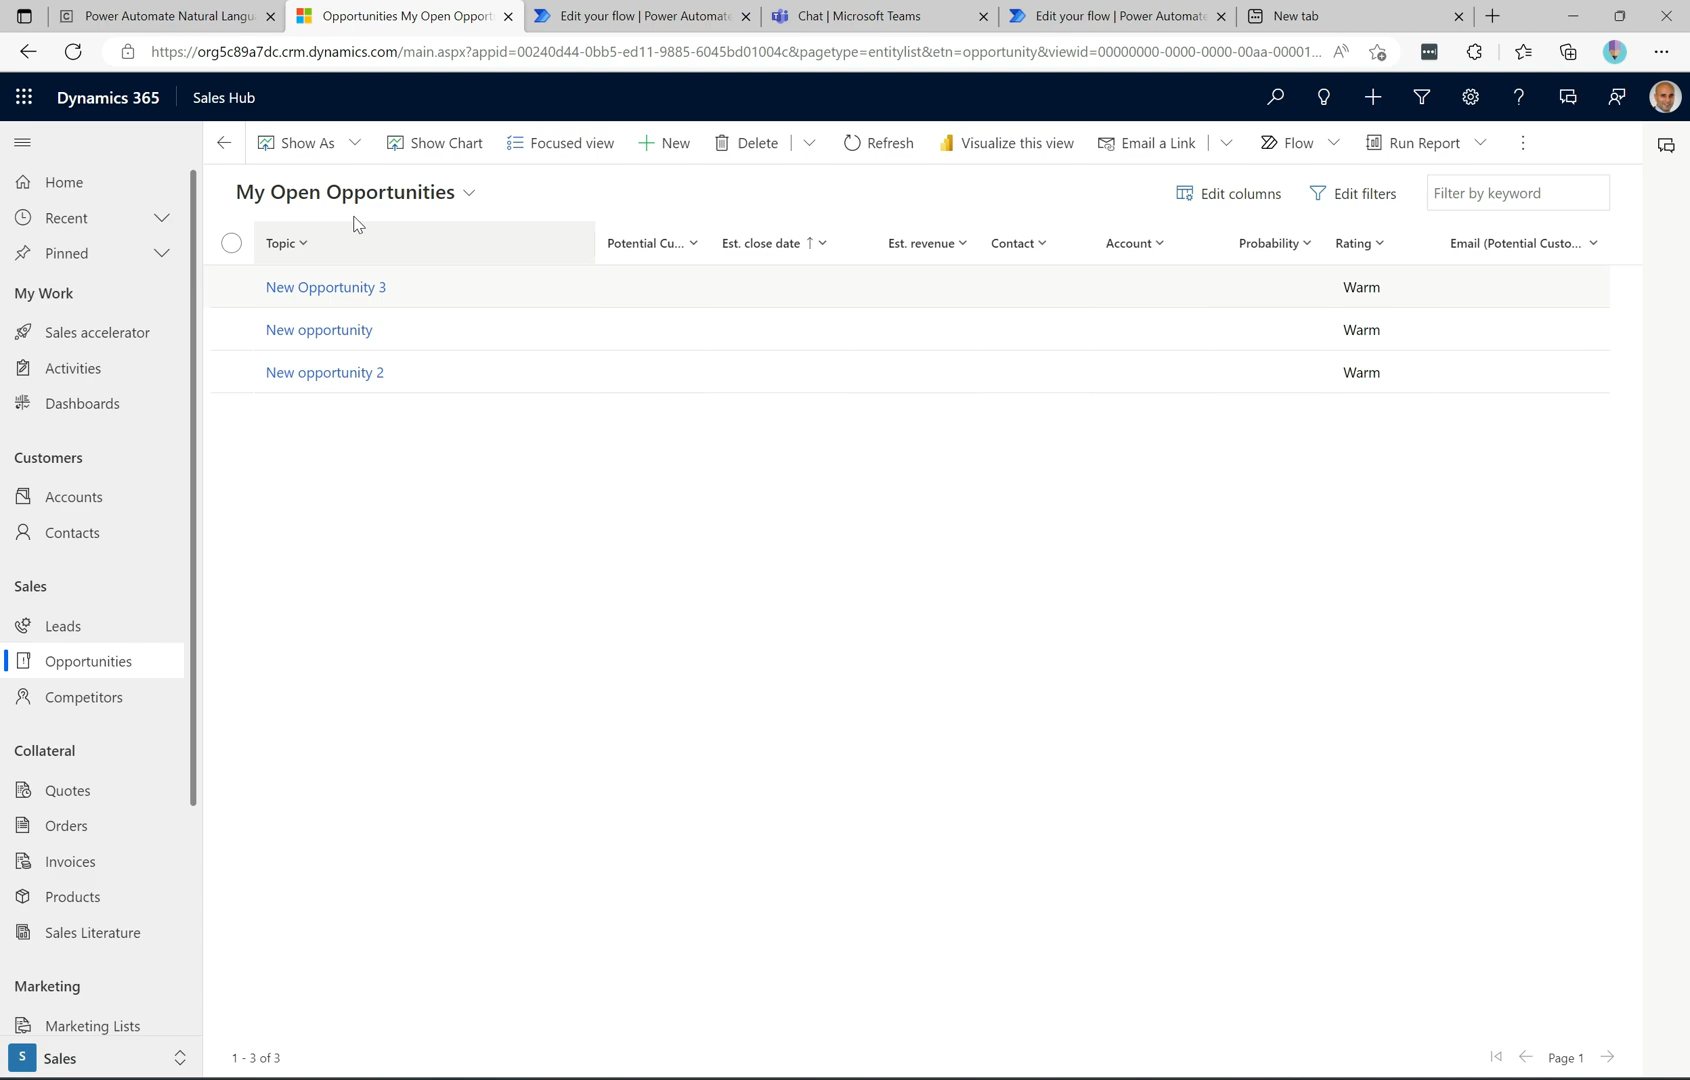 Power Automate Natural Langu
Opportunities My Open Opport
Edit your flow | Power Automate
Chat | Microsoft Teams
Edit your flow | Power Automate
New tab
https://org5c89a7dc.crm.dynamics.com/main.aspx?appid=00240d44-0bb5-ed11-9885-6045bd01004c&pagetype=entitylist&etn=opportunity&viewid=00000000-0000-0000-00aa-00001...
Dynamics 365
Sales Hub
Show As
Show Chart
Focused view
New
Delete
Refresh
Visualize this view
Email a Link
Flow
Run Report
Home
Recent
Pinned
My Work
Sales accelerator
Activities
Dashboards
Customers
Accounts
Contacts
Sales
Leads
Opportunities
Competitors
Collateral
Quotes
Orders
Invoices
Products
Sales Literature
Marketing
Marketing Lists
S Sales
My Open Opportunities
Edit columns
Edit filters
Filter by keyword
Topic
Potential Cu...
Est. close date ↑
Est. revenue
Contact
Account
Probability
Rating
Email (Potential Custo...
New Opportunity 3 Warm
New opportunity Warm
New opportunity 2 Warm
1 - 3 of 3
Page 1